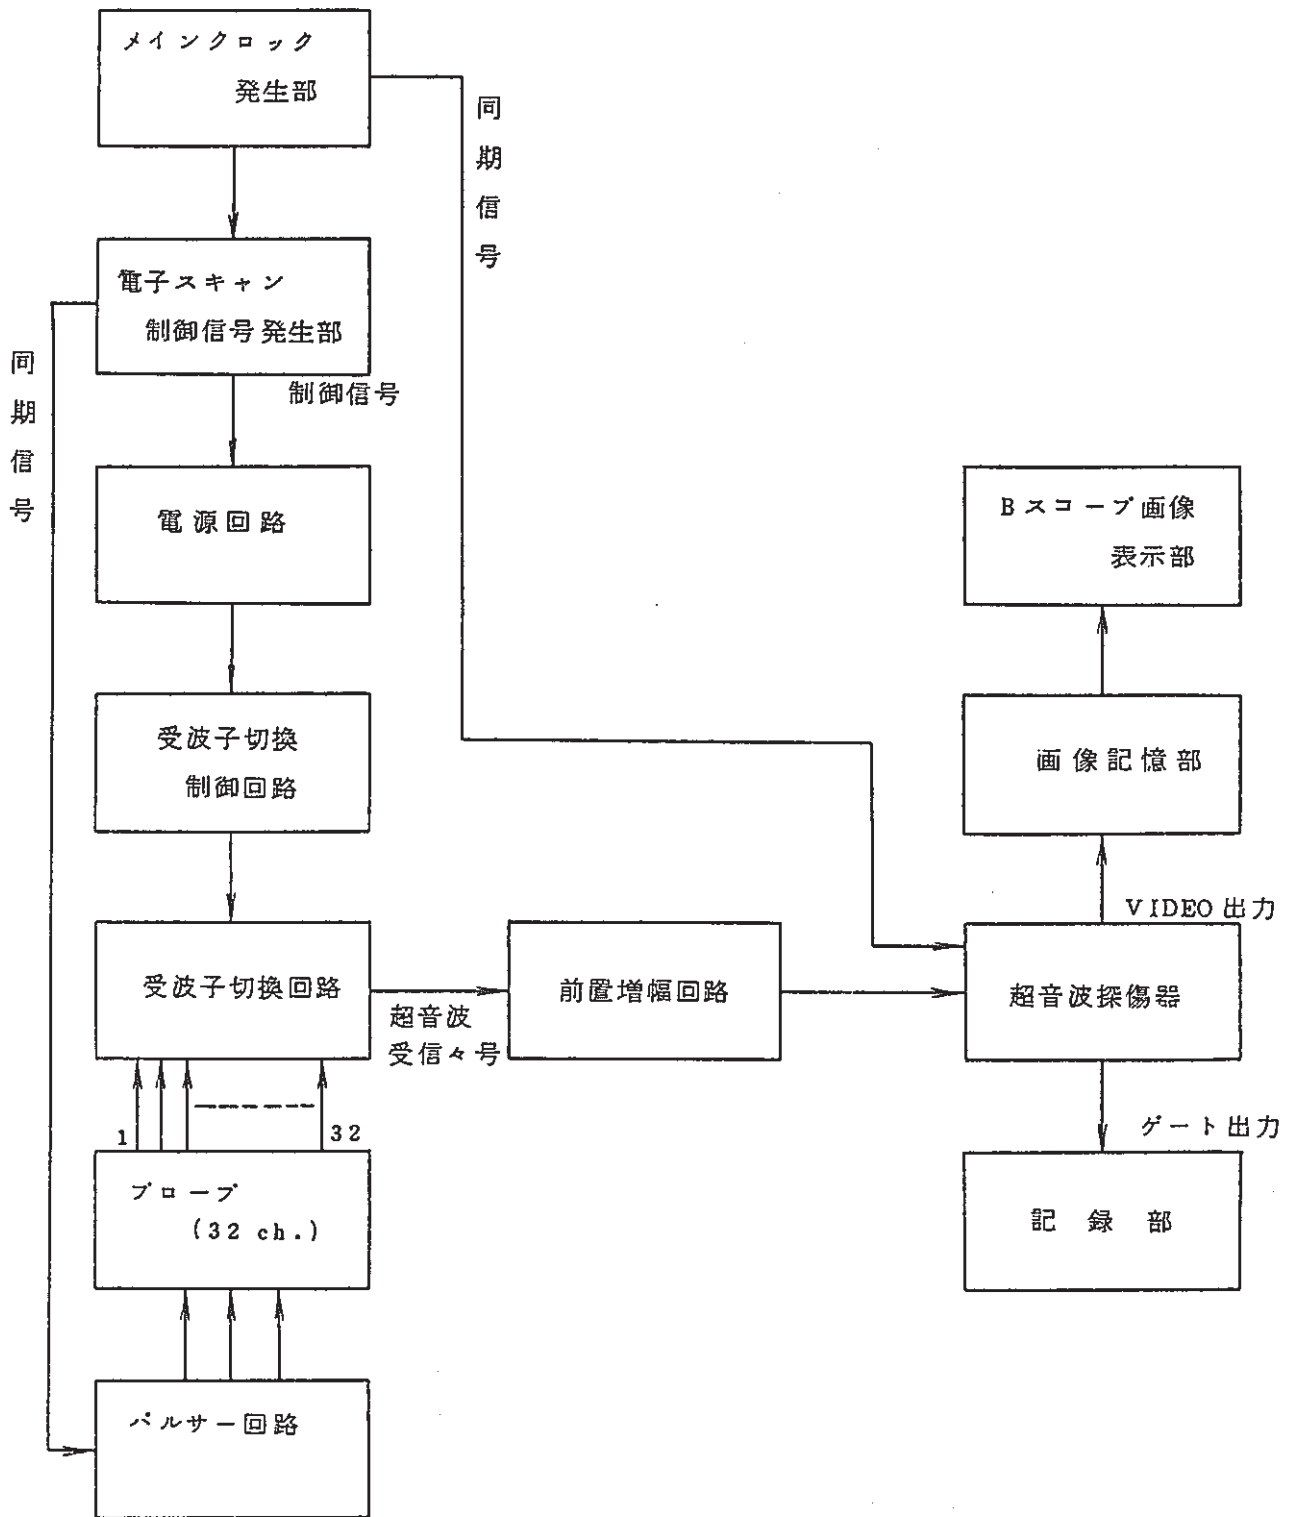 メインクロック
発生部
同期信号
電子スキャン
制御信号発生部
同期信号
制御信号
電源回路
Bスコープ画像
表示部
受波子切換
制御回路
画像記憶部
VIDEO出力
受波子切換回路
超音波
受信々号
前置増幅回路
超音波探傷器
1
32
ゲート出力
プローブ
(32 ch.)
記録部
パルサー回路